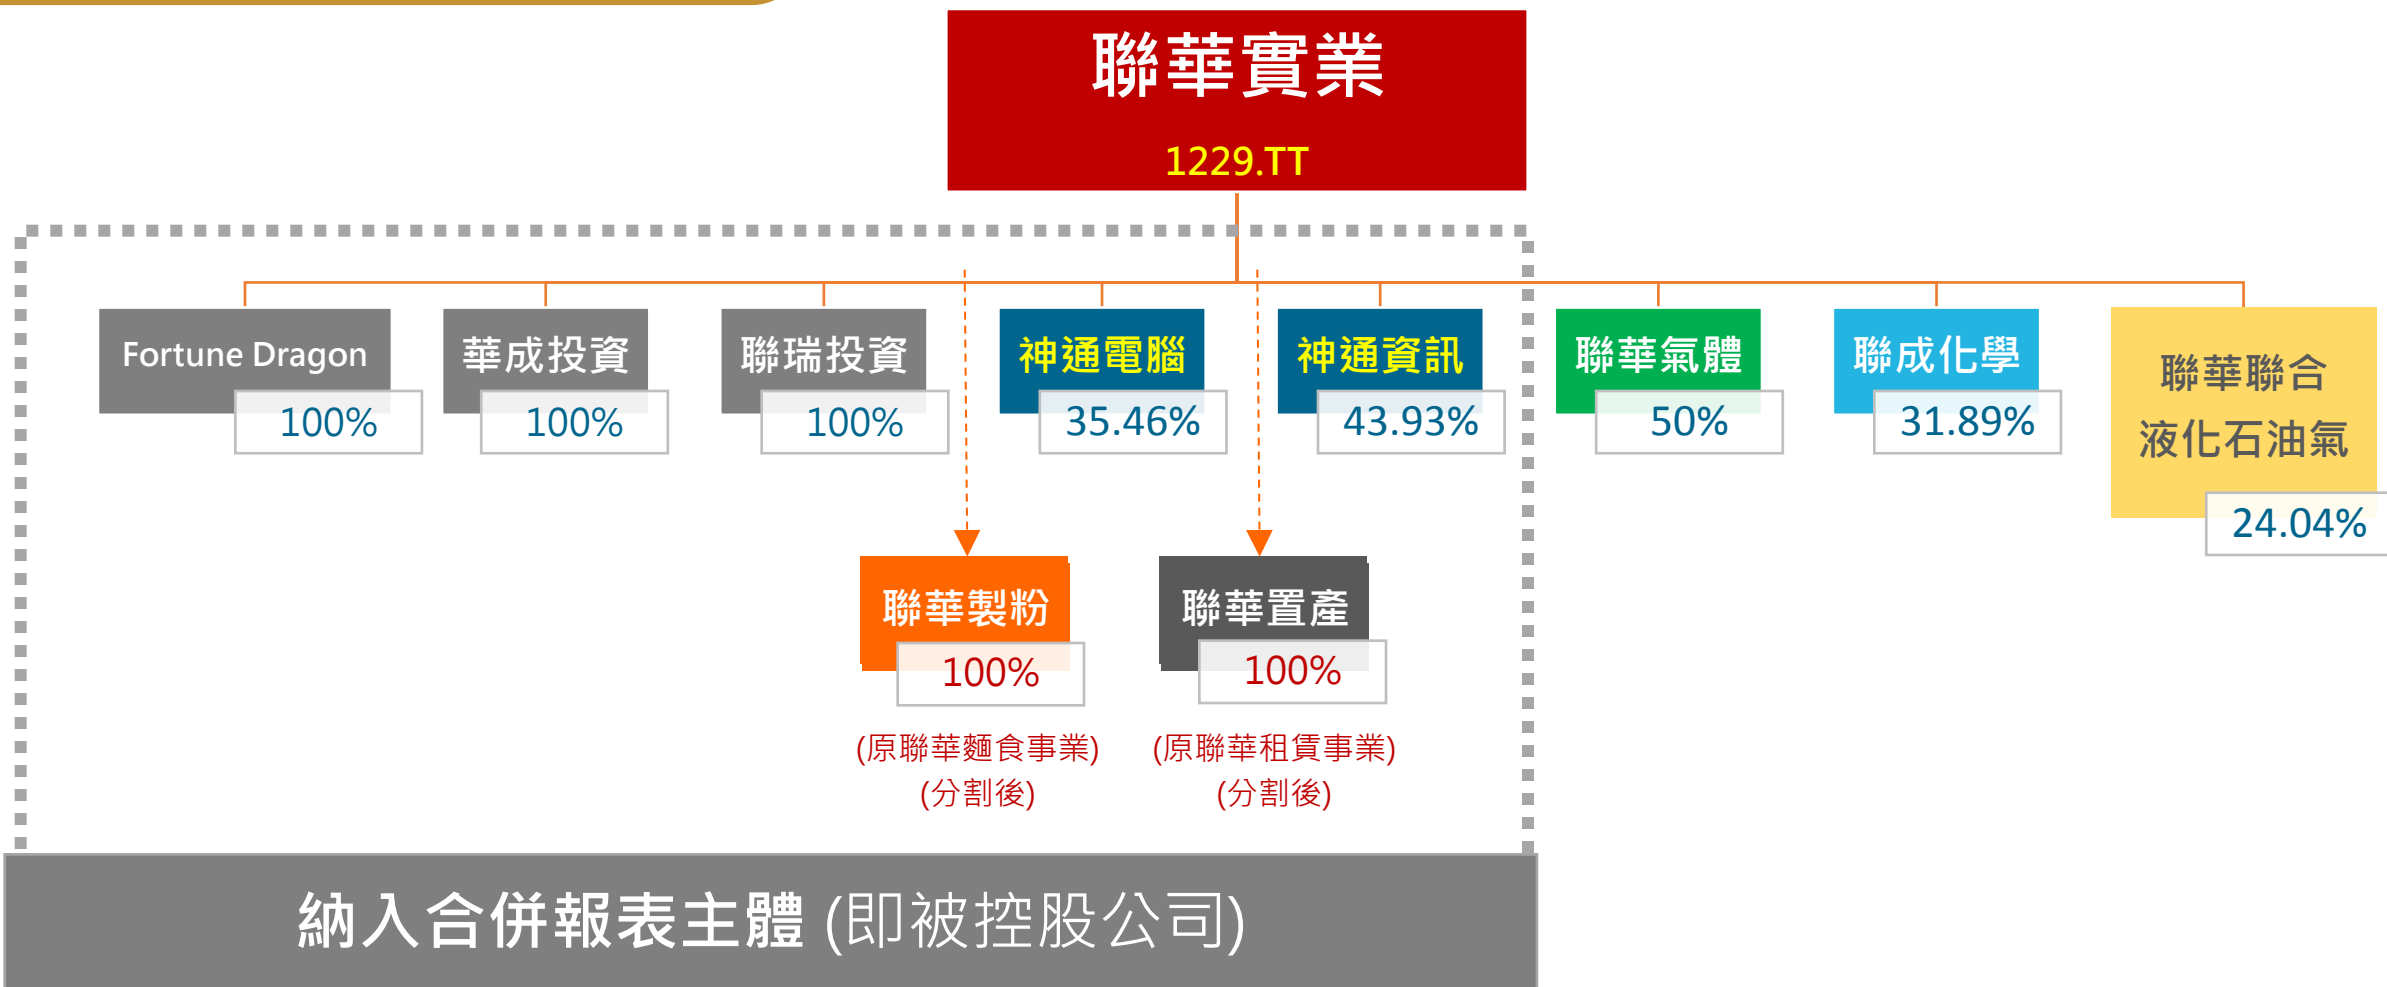 聯華實業
1229.TT
Fortune Dragon
100%
華成投資
100%
聯瑞投資
100%
神通電腦
35.46%
神通資訊
43.93%
聯華氣體
50%
聯成化學
31.89%
聯華聯合
液化石油氣
24.04%
聯華製粉
100%
(原聯華麵食事業)
(分割後)
聯華置產
100%
(原聯華租賃事業)
(分割後)
納入合併報表主體 (即被控股公司)